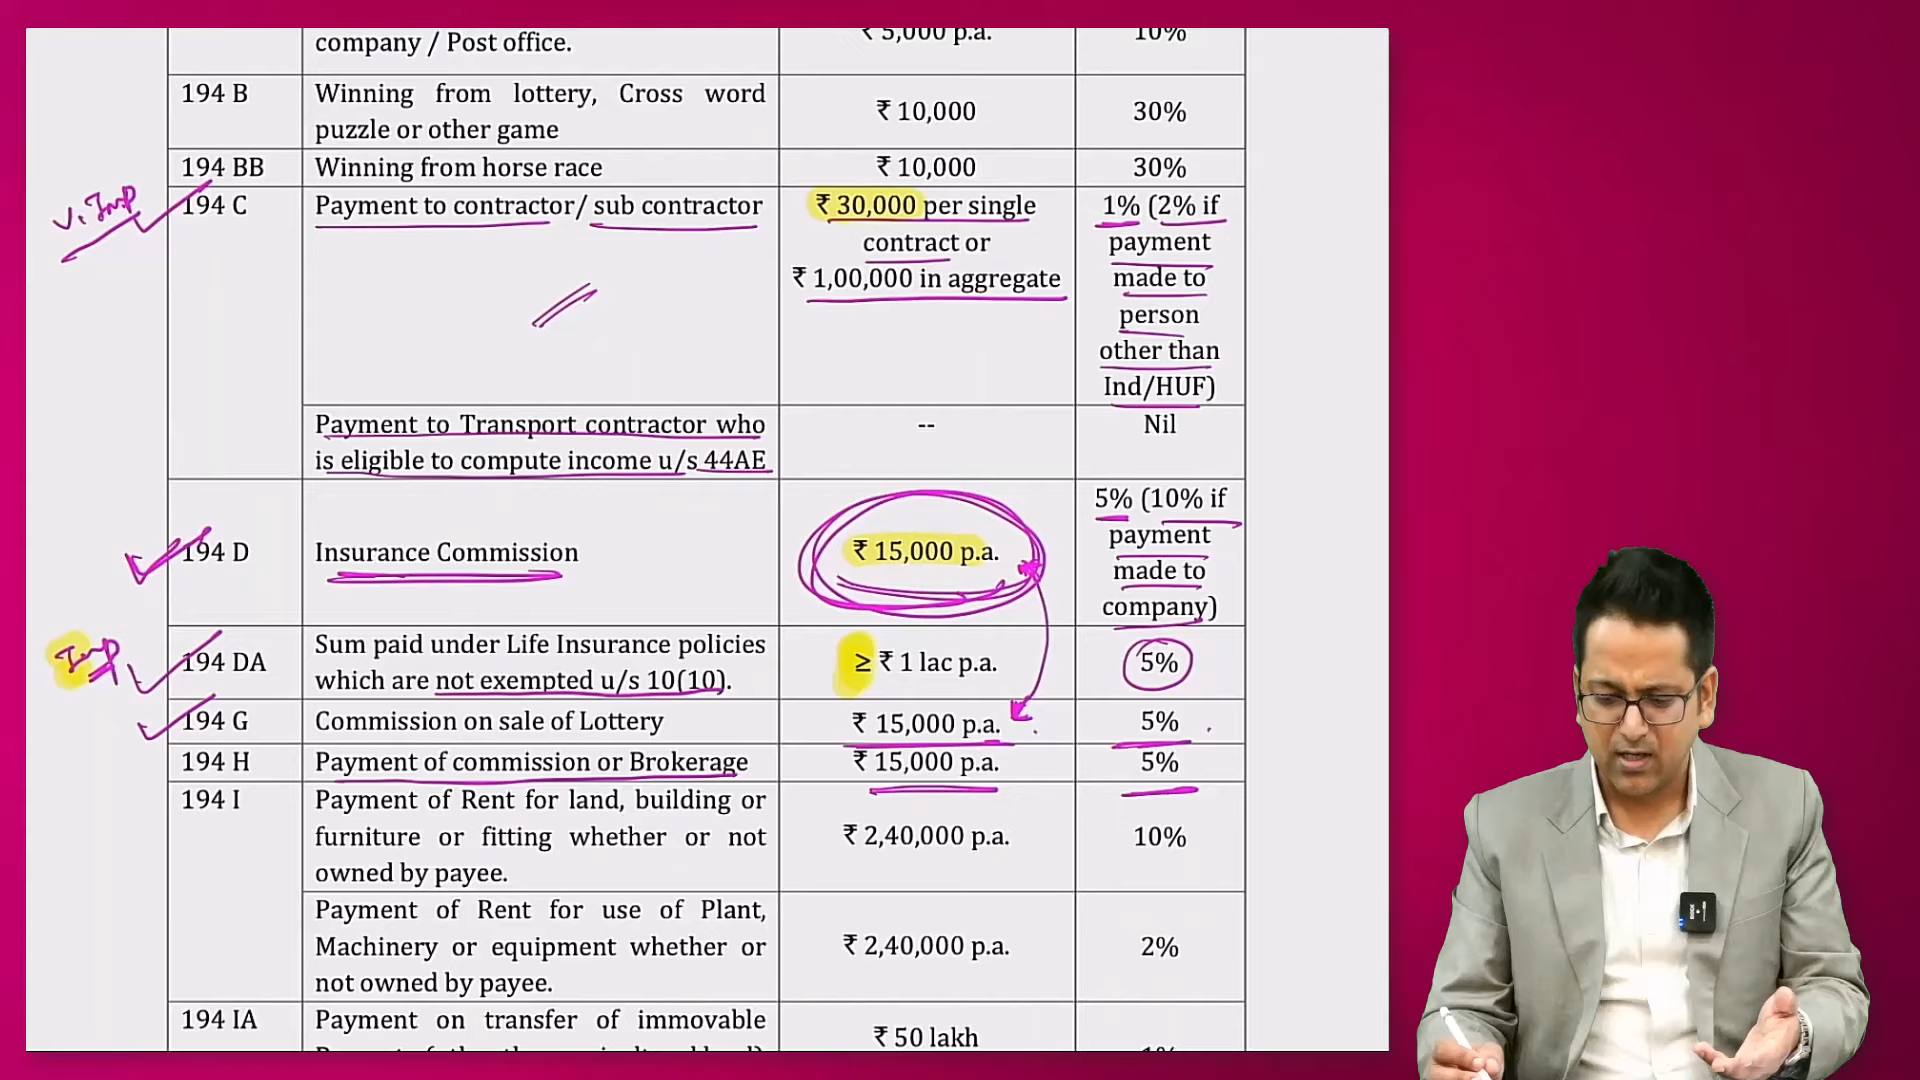 company / Post office.
₹ 5,000 p.a.
10%
194 B
Winning from lottery, Cross word
puzzle or other game
₹ 10,000
30%
194 BB
Winning from horse race
₹ 10,000
30%
V. Imp
194 C
Payment to contractor/ sub contractor
₹ 30,000 per single
contract or
₹ 1,00,000 in aggregate
1% (2% if
payment
made to
person
other than
Ind/HUF)
Payment to Transport contractor who
is eligible to compute income u/s 44AE
--
Nil
194 D
Insurance Commission
₹ 15,000 p.a.
5% (10% if
payment
made to
company)
Imp
194 DA
Sum paid under Life Insurance policies
which are not exempted u/s 10(10).
≥ ₹ 1 lac p.a.
5%
194 G
Commission on sale of Lottery
₹ 15,000 p.a.
5%
194 H
Payment of commission or Brokerage
₹ 15,000 p.a.
5%
194 I
Payment of Rent for land, building or
furniture or fitting whether or not
owned by payee.
₹ 2,40,000 p.a.
10%
Payment of Rent for use of Plant,
Machinery or equipment whether or
not owned by payee.
₹ 2,40,000 p.a.
2%
194 IA
Payment on transfer of immovable
₹ 50 lakh